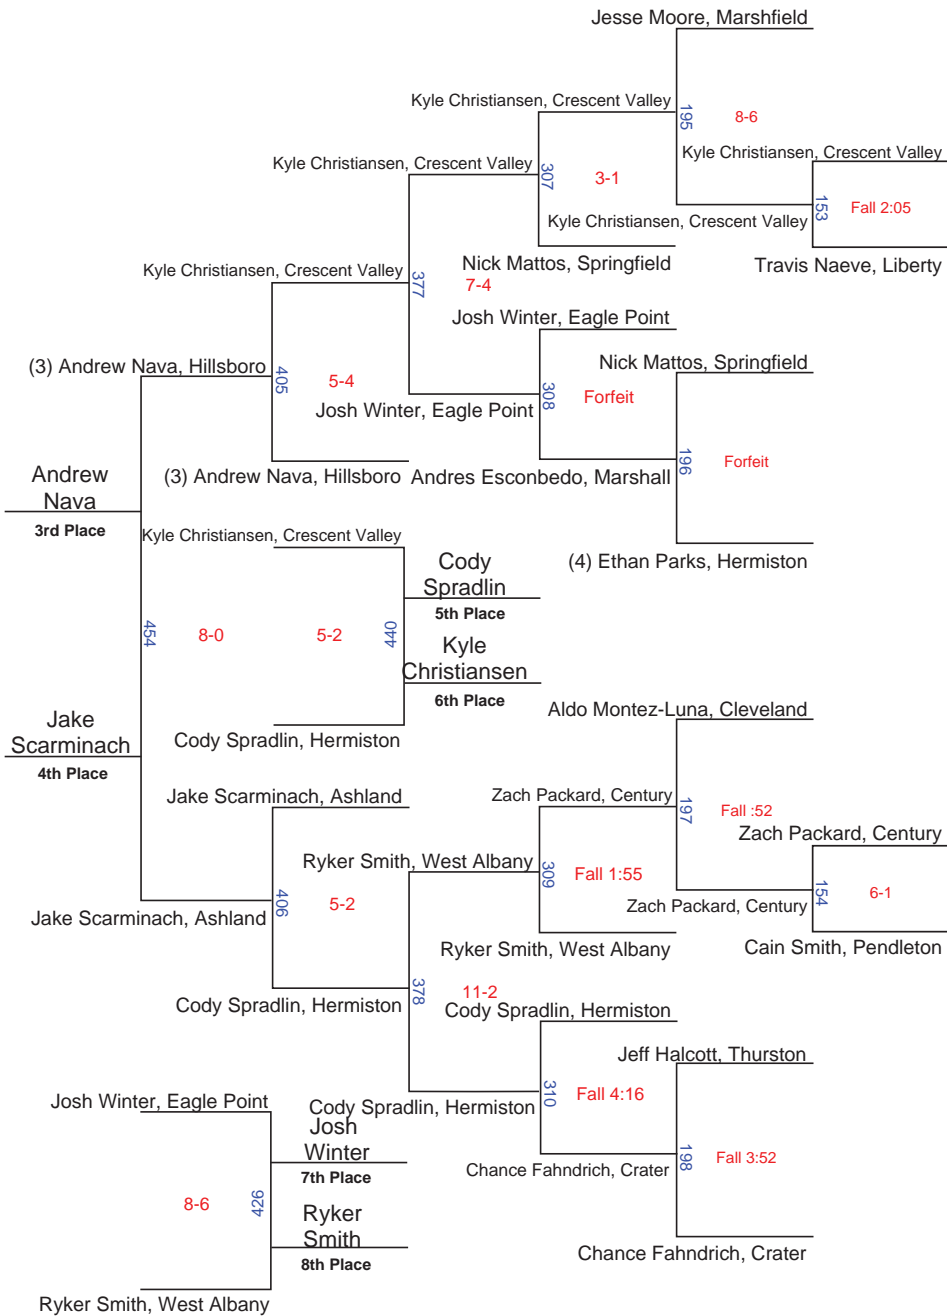 Jesse Moore, Marshfield
Kyle Christiansen, Crescent Valley
195
8-6
Kyle Christiansen, Crescent Valley
Kyle Christiansen, Crescent Valley
307
3-1
153
Fall 2:05
Kyle Christiansen, Crescent Valley
Nick Mattos, Springfield
Travis Naeve, Liberty
Kyle Christiansen, Crescent Valley
377
7-4
Josh Winter, Eagle Point
(3) Andrew Nava, Hillsboro
405
5-4
Nick Mattos, Springfield
308
Forfeit
Josh Winter, Eagle Point
196
Forfeit
(3) Andrew Nava, Hillsboro
Andres Esconbedo, Marshall
Andrew
Nava
3rd Place
Kyle Christiansen, Crescent Valley
(4) Ethan Parks, Hermiston
Cody
Spradlin
5th Place
454
8-0
5-2
440
Kyle
Christiansen
6th Place
Jake
Scarminach
4th Place
Cody Spradlin, Hermiston
Aldo Montez-Luna, Cleveland
Jake Scarminach, Ashland
Zach Packard, Century
197
Fall :52
Zach Packard, Century
Ryker Smith, West Albany
309
Fall 1:55
154
6-1
406
5-2
Zach Packard, Century
Jake Scarminach, Ashland
Ryker Smith, West Albany
Cain Smith, Pendleton
378
11-2
Cody Spradlin, Hermiston
Cody Spradlin, Hermiston
Jeff Halcott, Thurston
310
Fall 4:16
Josh Winter, Eagle Point
Cody Spradlin, Hermiston
Josh
Winter
7th Place
198
Fall 3:52
Chance Fahndrich, Crater
8-6
426
Ryker
Smith
8th Place
Chance Fahndrich, Crater
Ryker Smith, West Albany